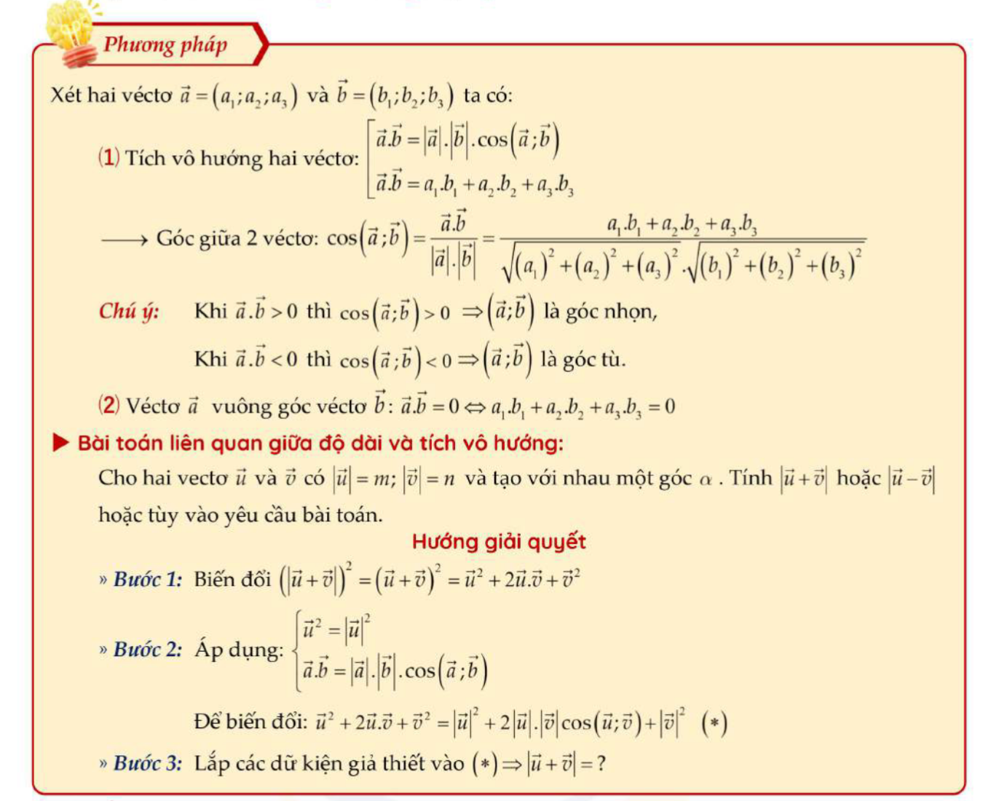 Phương pháp
Xét hai véctơ $\vec{a} = (a_1; a_2; a_3)$ và $\vec{b} = (b_1; b_2; b_3)$ ta có:
(1) Tích vô hướng hai véctơ: $\left[\begin{array}{l} \vec{a}.\vec{b} = |\vec{a}|.|\vec{b}|.\cos(\vec{a};\vec{b}) \\ \vec{a}.\vec{b} = a_1.b_1 + a_2.b_2 + a_3.b_3 \end{array}\right.$
⟶ Góc giữa 2 véctơ: $\cos(\vec{a};\vec{b}) = \frac{\vec{a}.\vec{b}}{|\vec{a}|.|\vec{b}|} = \frac{a_1.b_1 + a_2.b_2 + a_3.b_3}{\sqrt{(a_1)^2 + (a_2)^2 + (a_3)^2}.\sqrt{(b_1)^2 + (b_2)^2 + (b_3)^2}}$
Chú ý: Khi $\vec{a}.\vec{b} > 0$ thì $\cos(\vec{a};\vec{b}) > 0 \Rightarrow (\vec{a};\vec{b})$ là góc nhọn,
Khi $\vec{a}.\vec{b} < 0$ thì $\cos(\vec{a};\vec{b}) < 0 \Rightarrow (\vec{a};\vec{b})$ là góc tù.
(2) Véctơ $\vec{a}$ vuông góc véctơ $\vec{b}$: $\vec{a}.\vec{b} = 0 \Leftrightarrow a_1.b_1 + a_2.b_2 + a_3.b_3 = 0$
▶ Bài toán liên quan giữa độ dài và tích vô hướng:
Cho hai vectơ $\vec{u}$ và $\vec{v}$ có $|\vec{u}| = m; |\vec{v}| = n$ và tạo với nhau một góc $\alpha$ . Tính $|\vec{u} + \vec{v}|$ hoặc $|\vec{u} - \vec{v}|$
hoặc tùy vào yêu cầu bài toán.
Hướng giải quyết
» Bước 1: Biến đổi $(|\vec{u} + \vec{v}|)^2 = (\vec{u} + \vec{v})^2 = \vec{u}^2 + 2\vec{u}.\vec{v} + \vec{v}^2$
» Bước 2: Áp dụng: $\left\{\begin{array}{l} \vec{u}^2 = |\vec{u}|^2 \\ \vec{a}.\vec{b} = |\vec{a}|.|\vec{b}|.\cos(\vec{a};\vec{b}) \end{array}\right.$
Để biến đổi: $\vec{u}^2 + 2\vec{u}.\vec{v} + \vec{v}^2 = |\vec{u}|^2 + 2|\vec{u}|.|\vec{v}|\cos(\vec{u};\vec{v}) + |\vec{v}|^2$ (*)
» Bước 3: Lắp các dữ kiện giả thiết vào $(*) \Rightarrow |\vec{u} + \vec{v}| = ?$